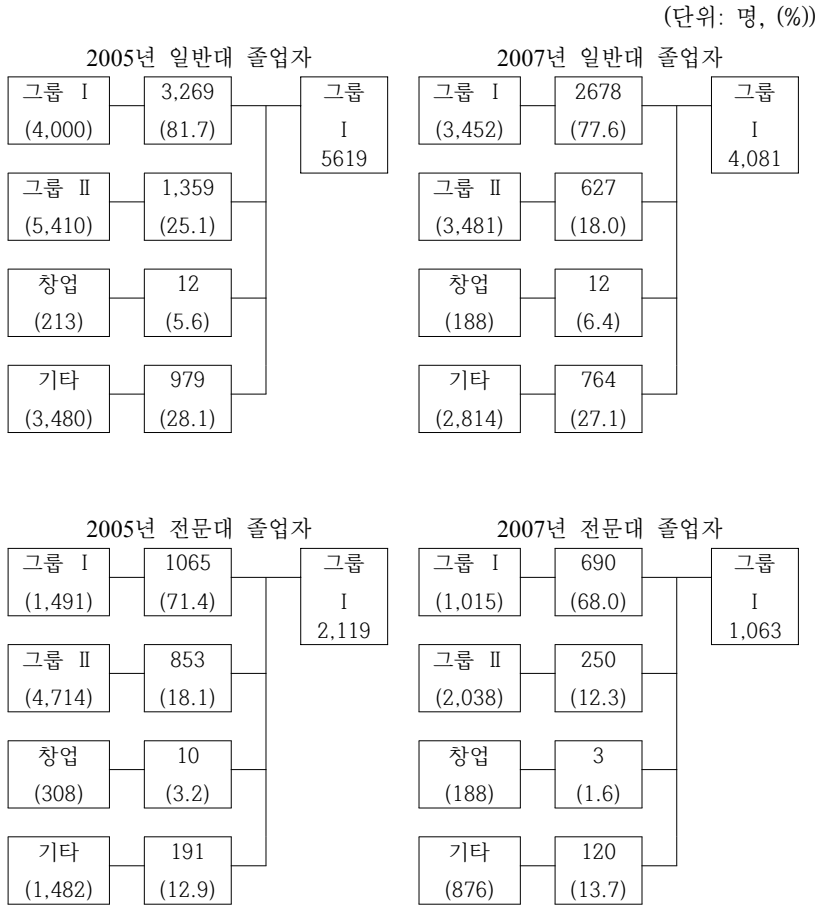 (단위: 명, (%))
2005년 일반대 졸업자
그룹 Ⅰ
(4,000)
3,269
(81.7)
그룹
Ⅰ
5619
그룹 Ⅱ
(5,410)
1,359
(25.1)
창업
(213)
12
(5.6)
기타
(3,480)
979
(28.1)
2007년 일반대 졸업자
그룹 Ⅰ
(3,452)
2678
(77.6)
그룹
Ⅰ
4,081
그룹 Ⅱ
(3,481)
627
(18.0)
창업
(188)
12
(6.4)
기타
(2,814)
764
(27.1)
2005년 전문대 졸업자
그룹 Ⅰ
(1,491)
1065
(71.4)
그룹
Ⅰ
2,119
그룹 Ⅱ
(4,714)
853
(18.1)
창업
(308)
10
(3.2)
기타
(1,482)
191
(12.9)
2007년 전문대 졸업자
그룹 Ⅰ
(1,015)
690
(68.0)
그룹
Ⅰ
1,063
그룹 Ⅱ
(2,038)
250
(12.3)
창업
(188)
3
(1.6)
기타
(876)
120
(13.7)